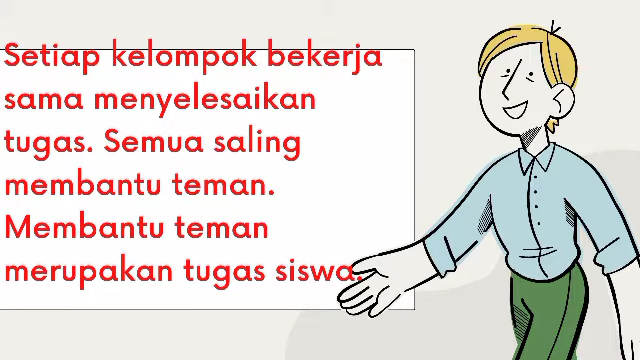 Setiap kelompok bekerja
sama menyelesaikan
tugas. Semua saling
membantu teman.
Membantu teman
merupakan tugas siswa.